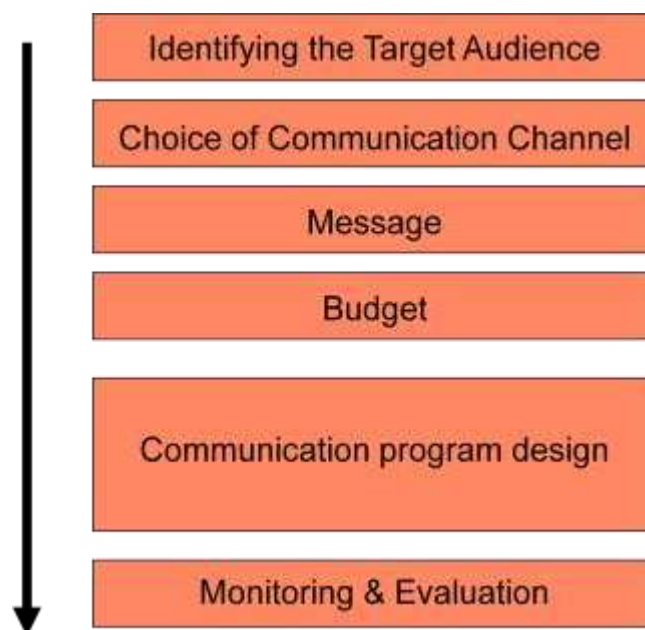 Identifying the Target Audience
Choice of Communication Channel
Message
Budget
Communication program design
Monitoring & Evaluation